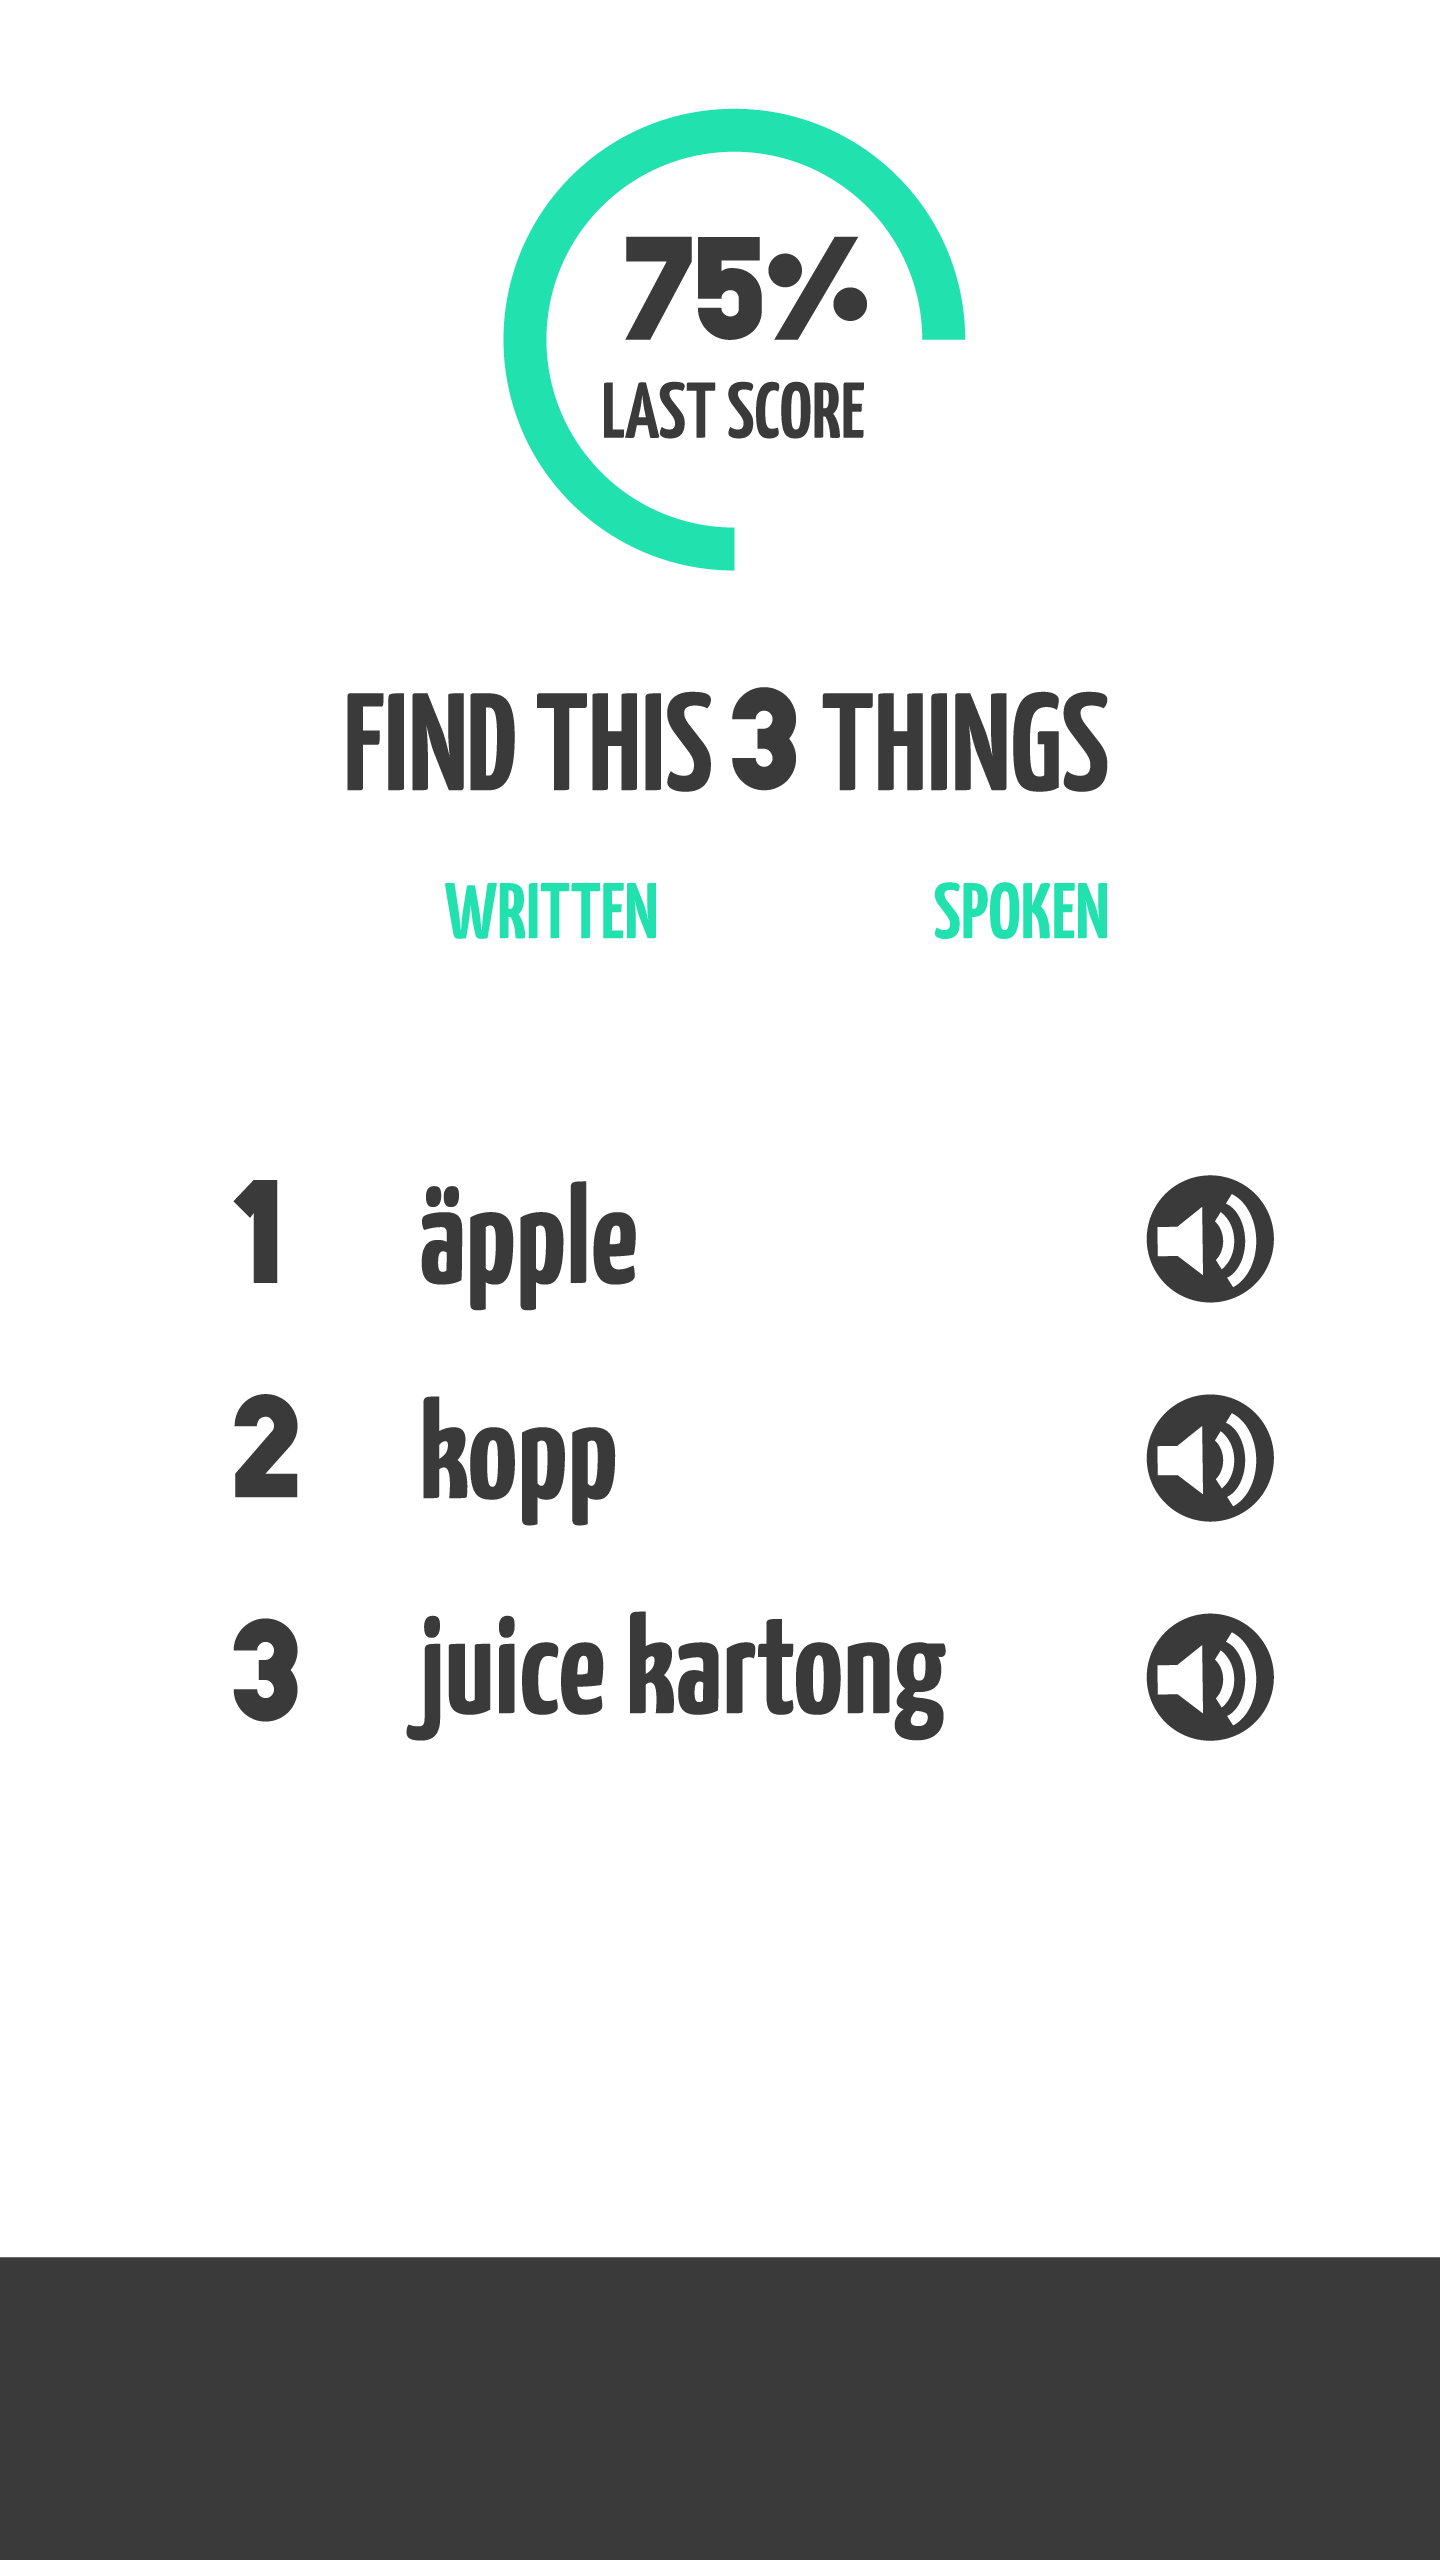 75%
LAST SCORE
FIND THIS 3 THINGS
WRITTEN SPOKEN
1 äpple
2 kopp
3 juice kartong